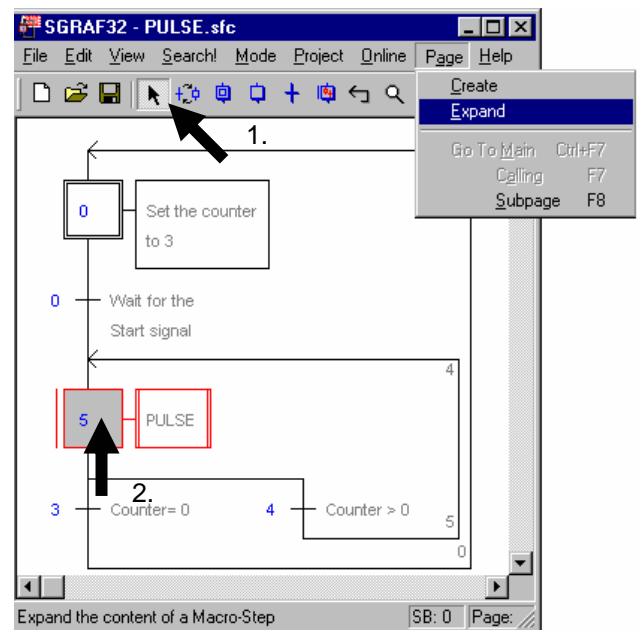 SGRAF32 - PULSE.sfc
File Edit View Search! Mode Project Online Page Help
Create
Expand
Go To Main Ctrl+F7
Calling F7
Subpage F8
1.
0 Set the counter
to 3
0 Wait for the
Start signal
4
5 PULSE
2.
3 Counter= 0 4 Counter > 0
5
0
Expand the content of a Macro-Step SB: 0 Page: